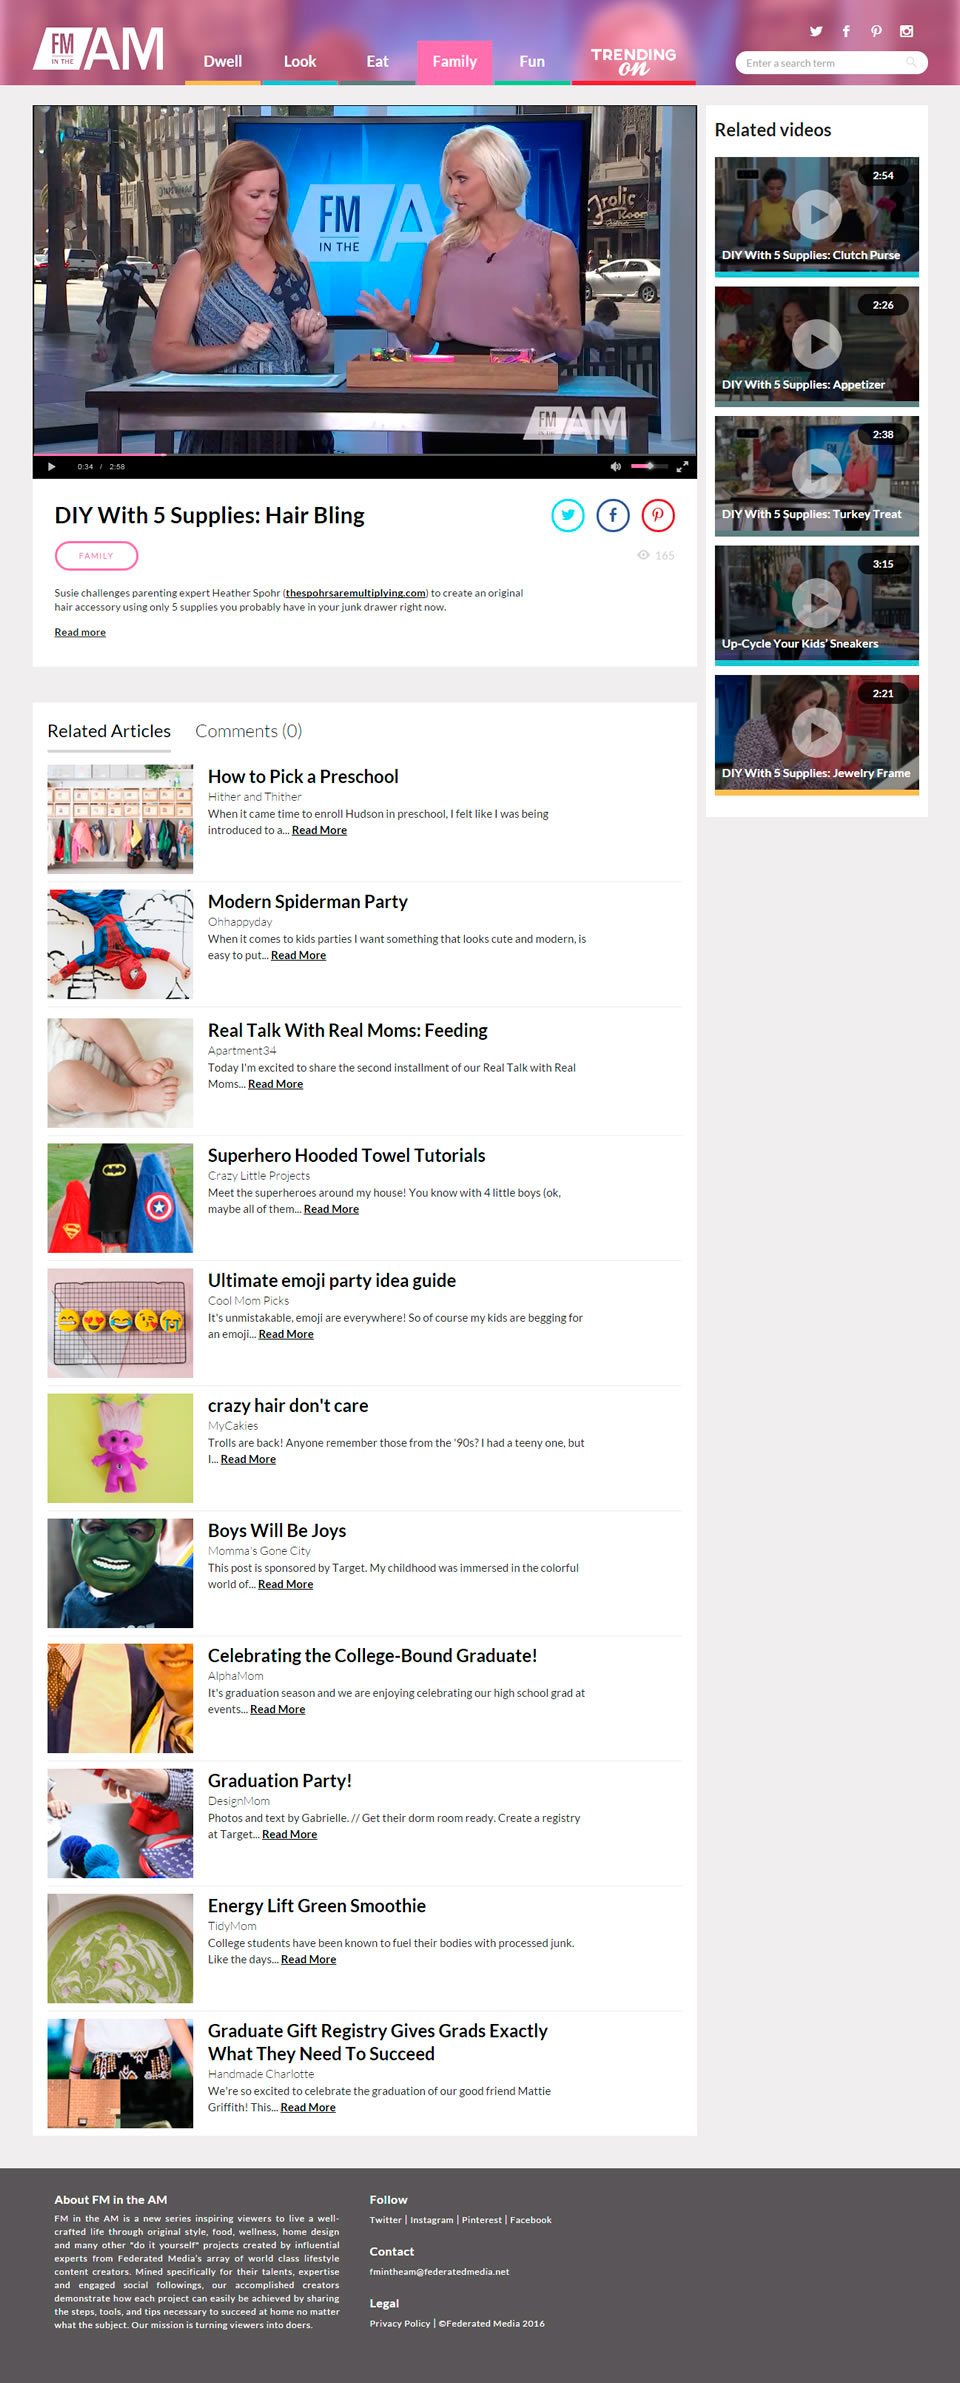 FM
IN THE
AM
Dwell
Look
Eat
Family
Fun
TRENDING
on
Enter a search term
FM
IN THE
A
Frolic
Room
FM
IN THE
AM
0:34 / 2:58
DIY With 5 Supplies: Hair Bling
FAMILY
165
Susie challenges parenting expert Heather Spohr (thespohrsaremultiplying.com) to create an original
hair accessory using only 5 supplies you probably have in your junk drawer right now.
Read more
Related videos
2:54
DIY With 5 Supplies: Clutch Purse
2:26
DIY With 5 Supplies: Appetizer
2:38
DIY With 5 Supplies: Turkey Treat
3:15
Up-Cycle Your Kids' Sneakers
2:21
DIY With 5 Supplies: Jewelry Frame
Related Articles
Comments (0)
How to Pick a Preschool
Hither and Thither
When it came time to enroll Hudson in preschool, I felt like I was being
introduced to a... Read More
Modern Spiderman Party
Ohhappyday
When it comes to kids parties I want something that looks cute and modern, is
easy to put... Read More
Real Talk With Real Moms: Feeding
Apartment34
Today I'm excited to share the second installment of our Real Talk with Real
Moms... Read More
Superhero Hooded Towel Tutorials
Crazy Little Projects
Meet the superheroes around my house! You know with 4 little boys (ok,
maybe all of them... Read More
Ultimate emoji party idea guide
Cool Mom Picks
It's unmistakable, emoji are everywhere! So of course my kids are begging for
an emoji... Read More
crazy hair don't care
MyCakies
Trolls are back! Anyone remember those from the '90s? I had a teeny one, but
I... Read More
Boys Will Be Joys
Momma's Gone City
This post is sponsored by Target. My childhood was immersed in the colorful
world of... Read More
Celebrating the College-Bound Graduate!
AlphaMom
It's graduation season and we are enjoying celebrating our high school grad at
events... Read More
Graduation Party!
DesignMom
Photos and text by Gabrielle. // Get their dorm room ready. Create a registry
at Target... Read More
Energy Lift Green Smoothie
TidyMom
College students have been known to fuel their bodies with processed junk.
Like the days... Read More
Graduate Gift Registry Gives Grads Exactly
What They Need To Succeed
Handmade Charlotte
We're so excited to celebrate the graduation of our good friend Mattie
Griffith! This... Read More
About FM in the AM
FM in the AM is a new series inspiring viewers to live a well-
crafted life through original style, food, wellness, home design
and many other "do it yourself" projects created by influential
experts from Federated Media's array of world class lifestyle
content creators. Mined specifically for their talents, expertise
and engaged social followings, our accomplished creators
demonstrate how each project can easily be achieved by sharing
the steps, tools, and tips necessary to succeed at home no matter
what the subject. Our mission is turning viewers into doers.
Follow
Twitter | Instagram | Pinterest | Facebook
Contact
fmintheam@federatedmedia.net
Legal
Privacy Policy | ©Federated Media 2016